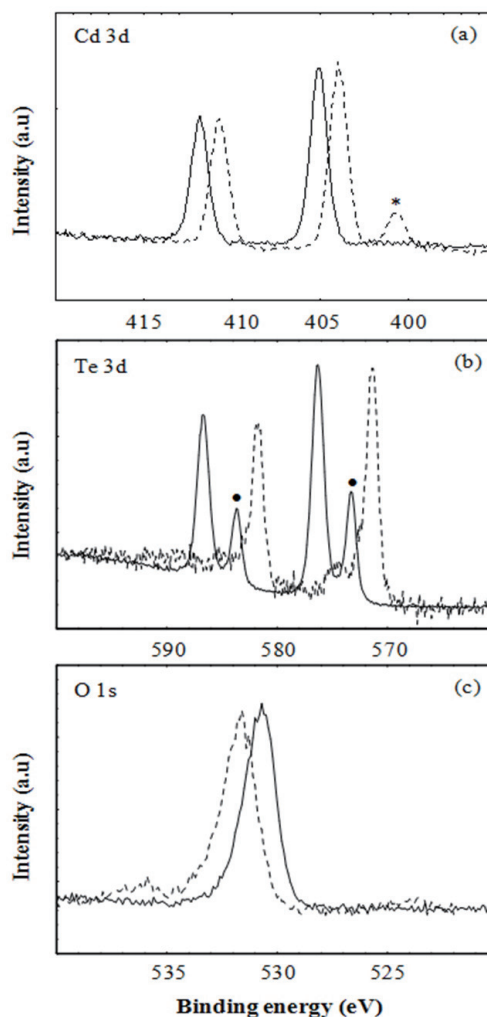 Cd 3d (a)
Intensity (a.u)
*
415 410 405 400
Te 3d (b)
Intensity (a.u)
590 580 570
O 1s (c)
Intensity (a.u)
535 530 525
Binding energy (eV)